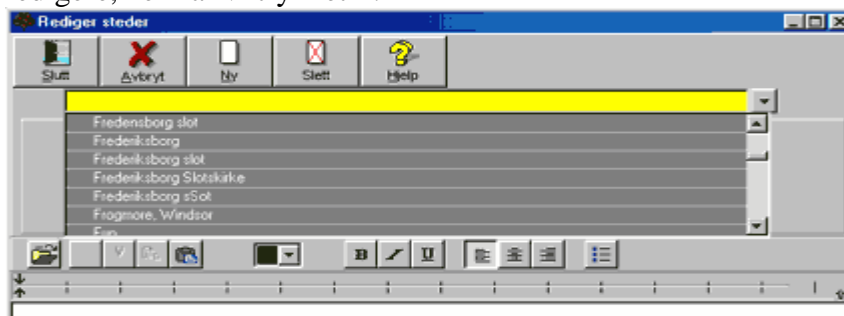 Rediger steder
Slutt Avbryt Ny Slett Hjelp
Fredensborg slot
Frederiksborg
Frederiksborg slot
Frederiksborg Slotskirke
Frederiksborg sSot
Frogmore, Windsor
B I U